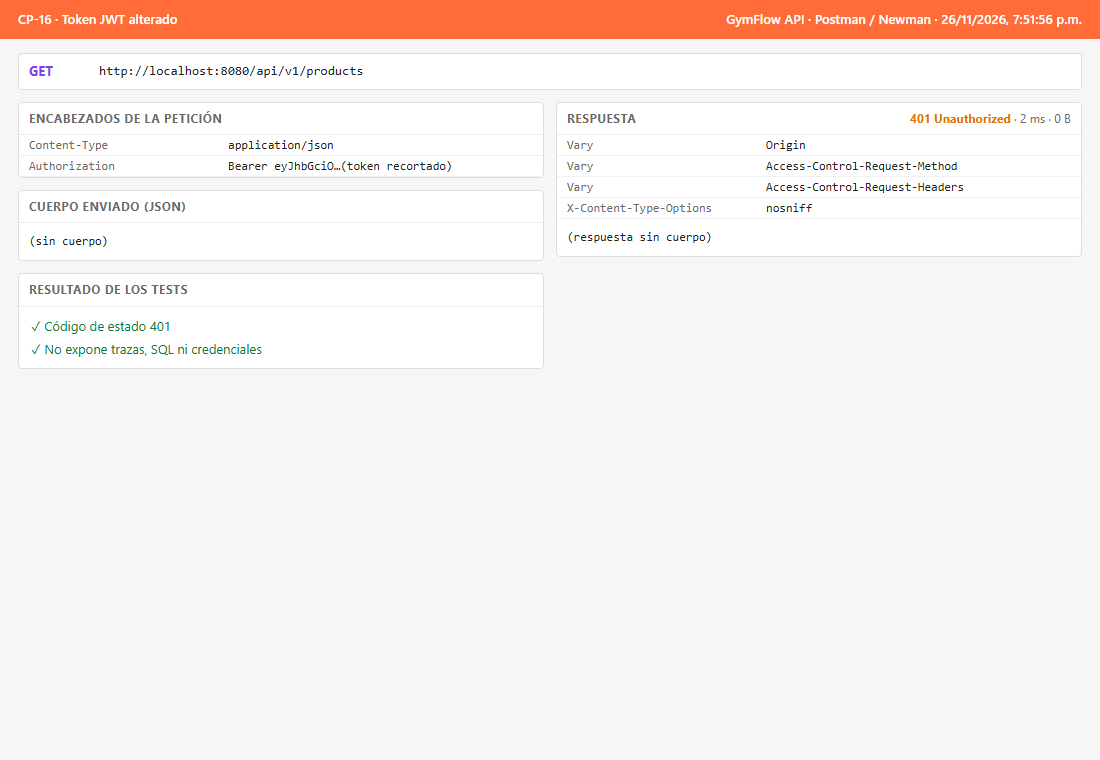 CP-16 · Token JWT alterado
GymFlow API · Postman / Newman · 26/11/2026, 7:51:56 p.m.
GET http://localhost:8080/api/v1/products
ENCABEZADOS DE LA PETICIÓN
Content-Type application/json
Authorization Bearer eyJhbGciO…(token recortado)
CUERPO ENVIADO (JSON)
(sin cuerpo)
RESULTADO DE LOS TESTS
✓ Código de estado 401
✓ No expone trazas, SQL ni credenciales
RESPUESTA 401 Unauthorized · 2 ms · 0 B
Vary Origin
Vary Access-Control-Request-Method
Vary Access-Control-Request-Headers
X-Content-Type-Options nosniff
(respuesta sin cuerpo)